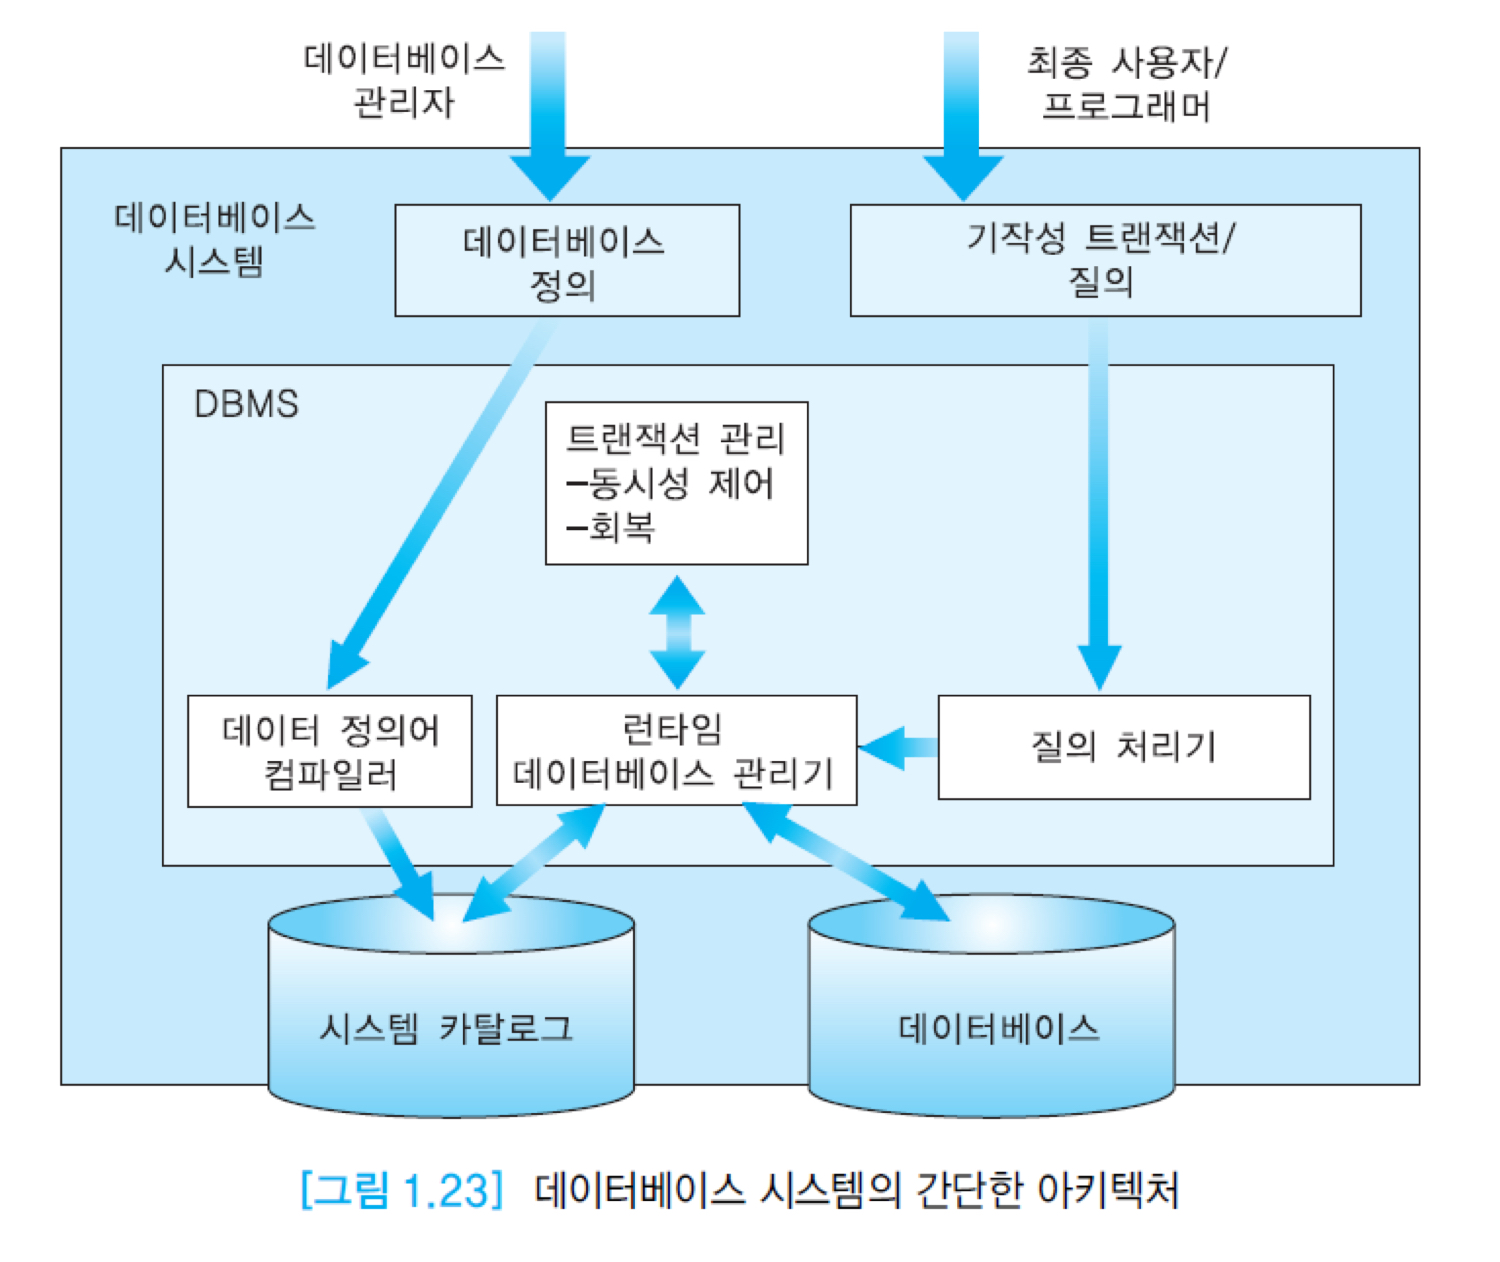 데이터베이스
관리자
최종 사용자/
프로그래머
데이터베이스
시스템
데이터베이스
정의
기작성 트랜잭션/
질의
DBMS
트랜잭션 관리
–동시성 제어
–회복
데이터 정의어
컴파일러
런타임
데이터베이스 관리기
질의 처리기
시스템 카탈로그
데이터베이스
[그림 1.23] 데이터베이스 시스템의 간단한 아키텍처